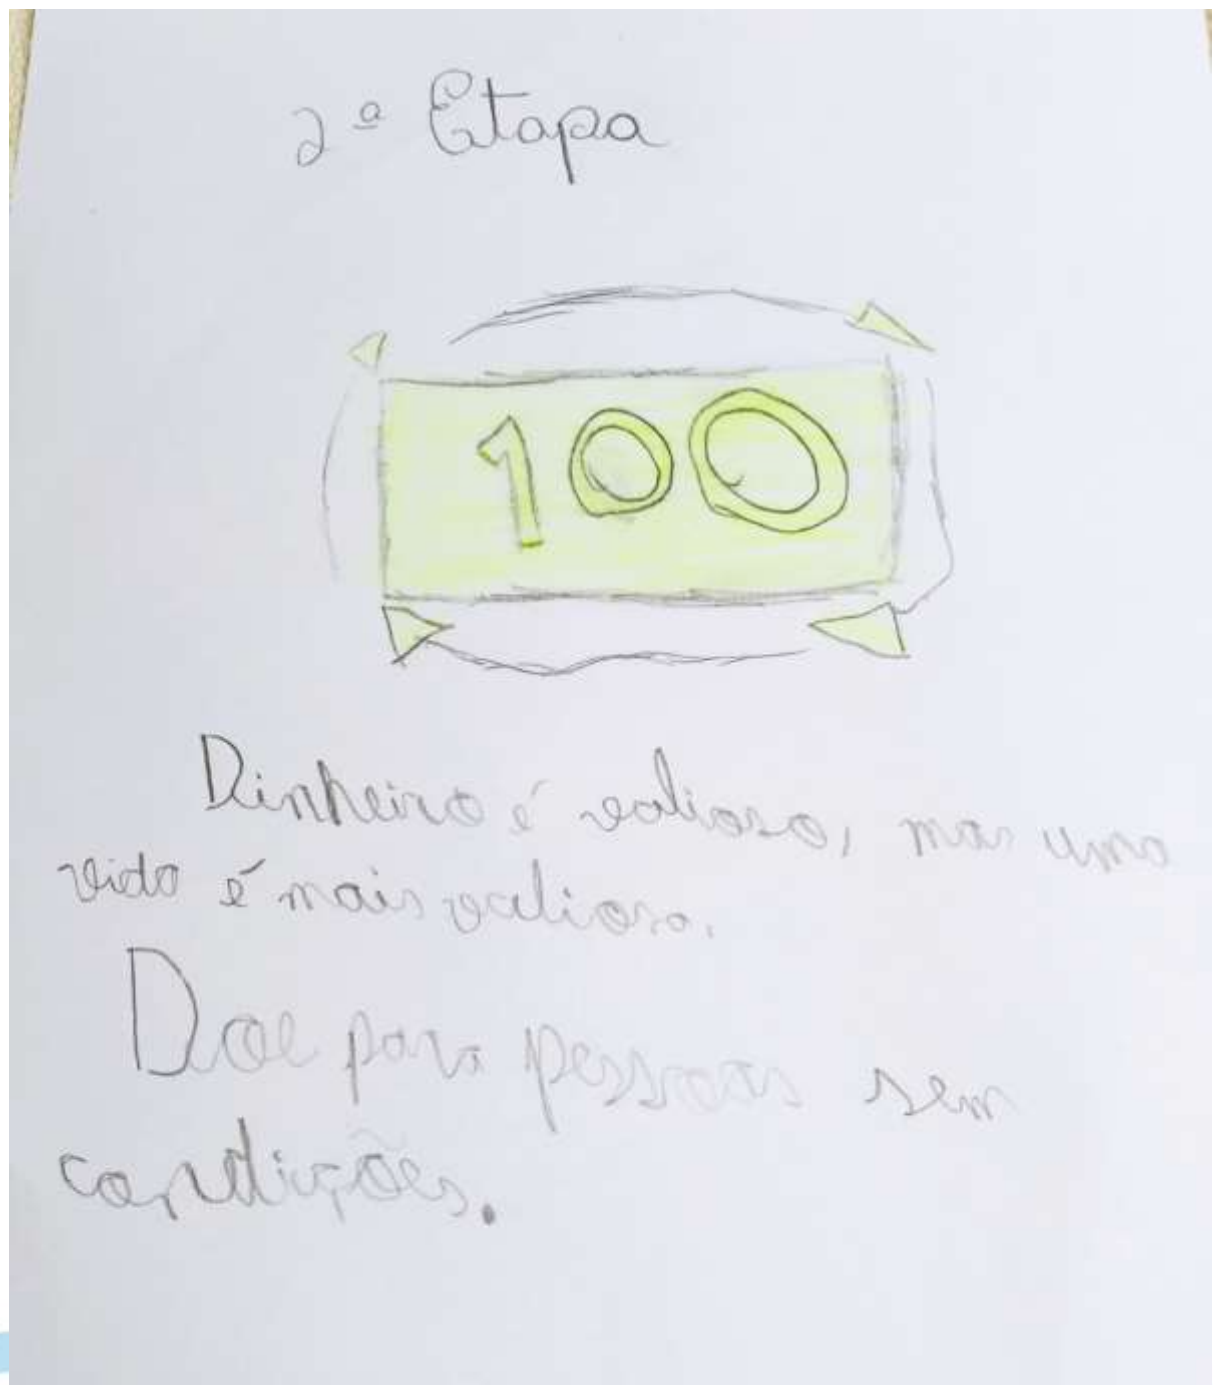 2ª Etapa
100
Dinheiro é valioso, mas uma
vida é mais valiosa.
Doe para pessoas sem
condições.